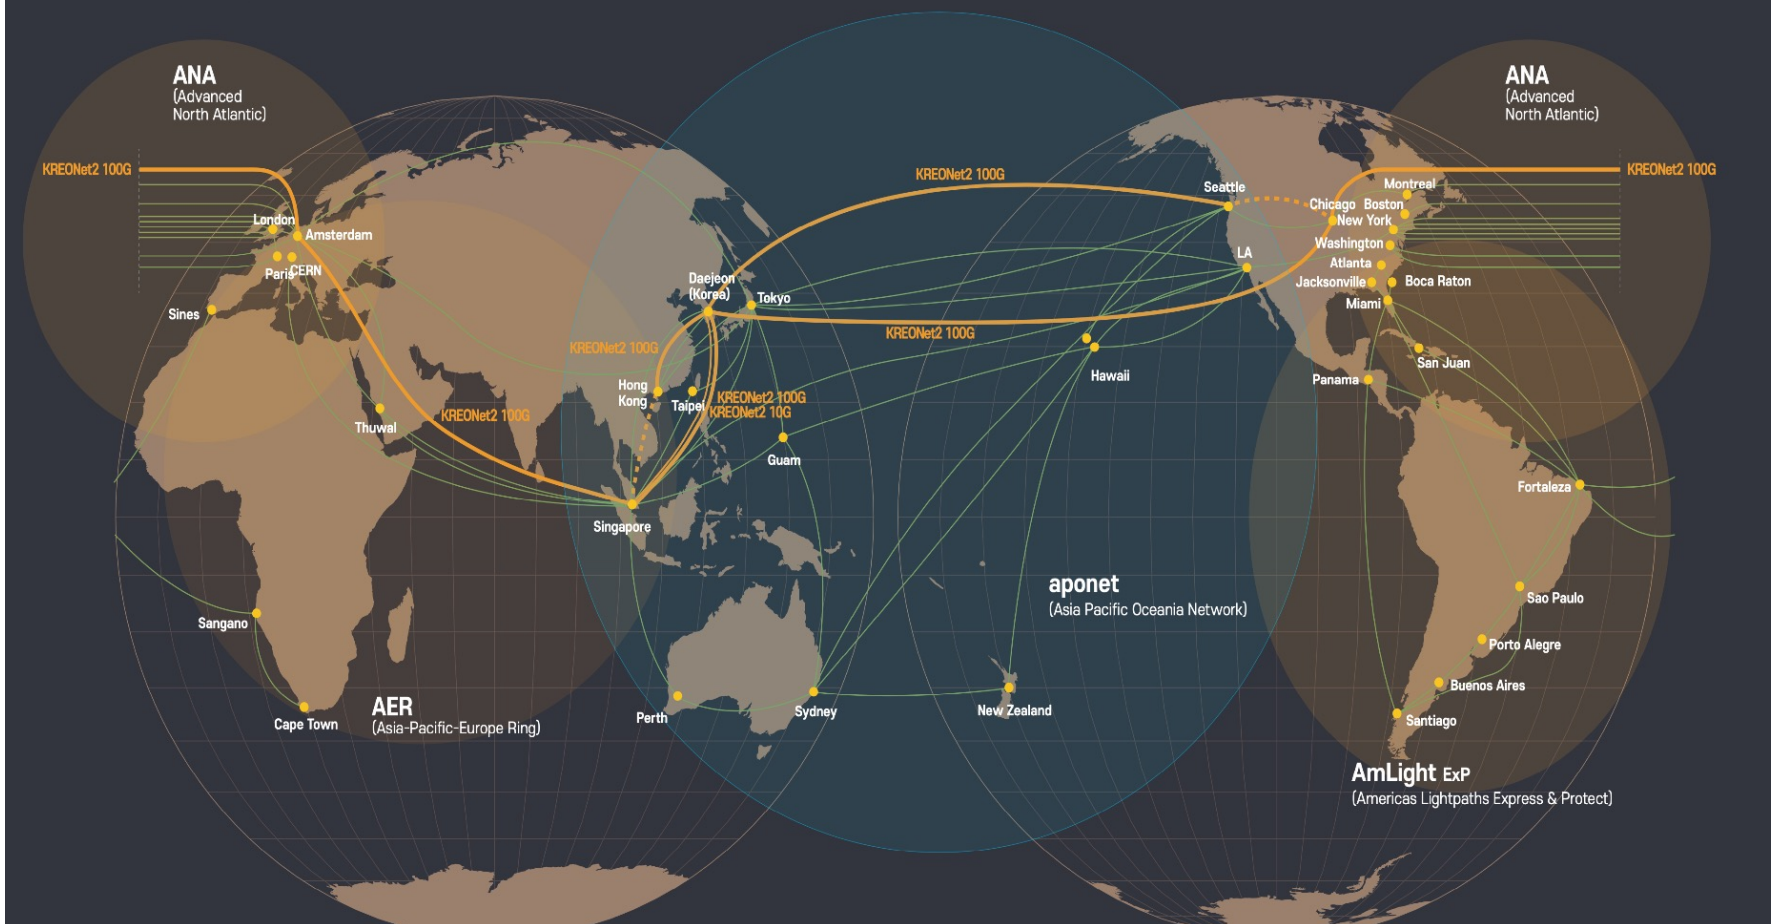 ANA
(Advanced
North Atlantic)
ANA
(Advanced
North Atlantic)
KREONet2 100G
KREONet2 100G
KREONet2 100G
Seattle
Montreal
Chicago
Boston
New York
London
Amsterdam
Washington
LA
Atlanta
Paris
CERN
Daejeon
(Korea)
Tokyo
Jacksonville
Boca Raton
Miami
Sines
KREONet2 100G
KREONet2 100G
San Juan
Hawaii
Panama
Hong
Kong
Taipei
KREONet2 100G
KREONet2 10G
KREONet2 100G
Thuwal
Guam
Fortaleza
Singapore
aponet
(Asia Pacific Oceania Network)
Sao Paulo
Sangano
Porto Alegre
Buenos Aires
AER
(Asia-Pacific-Europe Ring)
Cape Town
Perth
Sydney
New Zealand
Santiago
AmLight ExP
(Americas Lightpaths Express & Protect)